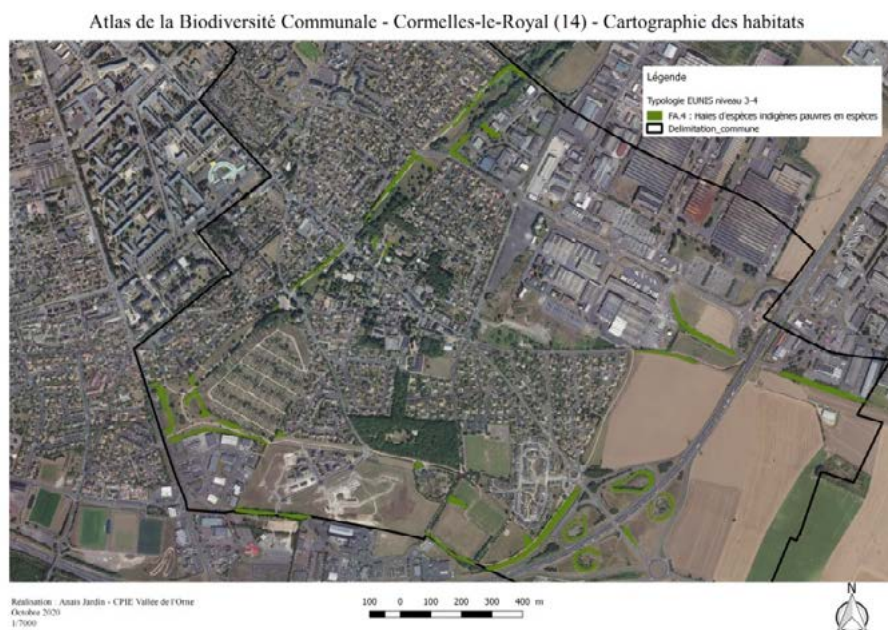 Atlas de la Biodiversité Communale - Cormelles-le-Royal (14) - Cartographie des habitats
Légende
Typologie EUNIS niveau 3-4
FA.4 : Haies d'espèces indigènes pauvres en espèces
Delimitation_commune
Réalisation : Anaïs Jardin - CPIE Vallée de l'Orne
Octobre 2020
1:7000
100 0 100 200 300 400 m
N